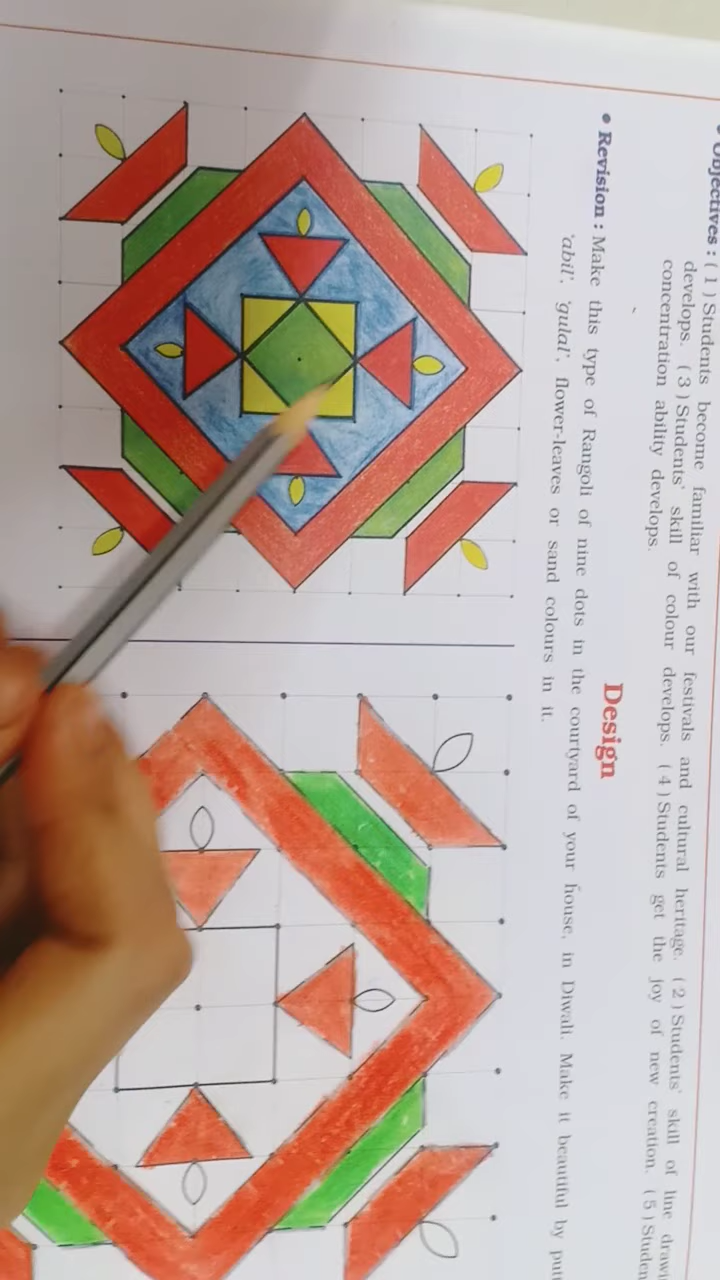 Objectives : ( 1 ) Students become familiar with our festivals and cultural heritage. ( 2 ) Students' skill of line
develops. ( 3 ) Students' skill of colour develops. ( 4 ) Students get the joy of new creation. ( 5 )
concentration ability develops.
Design
• Revision : Make this type of Rangoli of nine dots in the courtyard of your house, in Diwali. Make it beautiful by
'abil', 'gulal', flower-leaves or sand colours in it.